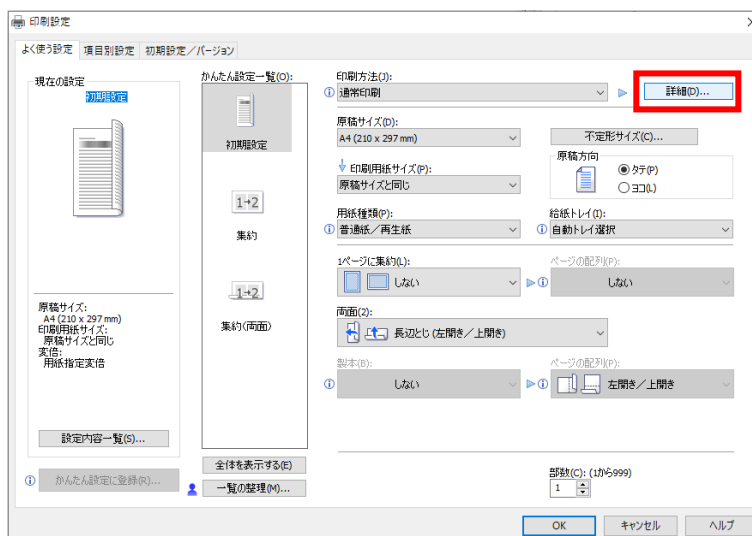 印刷設定
よく使う設定 項目別設定 初期設定／バージョン
現在の設定
初期設定
原稿サイズ:
A4 (210 x 297 mm)
印刷用紙サイズ:
原稿サイズと同じ
変倍:
用紙指定変倍
設定内容一覧(S)...
かんたん設定に登録(R)...
かんたん設定一覧(O):
初期設定
1→2
集約
1→2
集約(両面)
全体を表示する(E)
一覧の整理(M)...
印刷方法(J):
通常印刷
詳細(D)...
原稿サイズ(D):
A4 (210 x 297 mm)
不定形サイズ(C)...
印刷用紙サイズ(P):
原稿サイズと同じ
原稿方向
タテ(P)
ヨコ(L)
用紙種類(P):
普通紙／再生紙
給紙トレイ(I):
自動トレイ選択
1ページに集約(L):
しない
ページの配列(P):
しない
両面(2):
長辺とじ (左開き／上開き)
製本(B):
しない
ページの配列(P):
左開き／上開き
部数(C): (1から999)
1
OK キャンセル ヘルプ